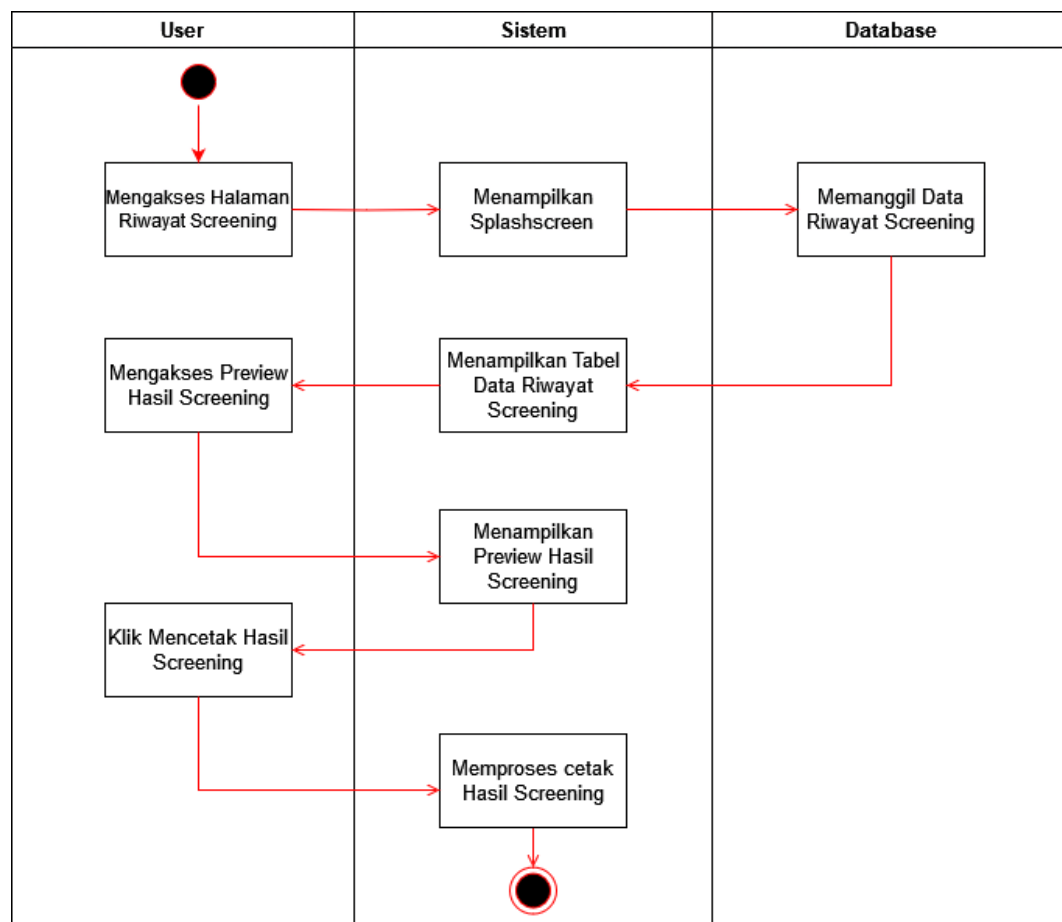 User
Sistem
Database
Mengakses Halaman
Riwayat Screening
Menampilkan
Splashscreen
Memanggil Data
Riwayat Screening
Mengakses Preview
Hasil Screening
Menampilkan Tabel
Data Riwayat
Screening
Menampilkan
Preview Hasil
Screening
Klik Mencetak Hasil
Screening
Memproses cetak
Hasil Screening